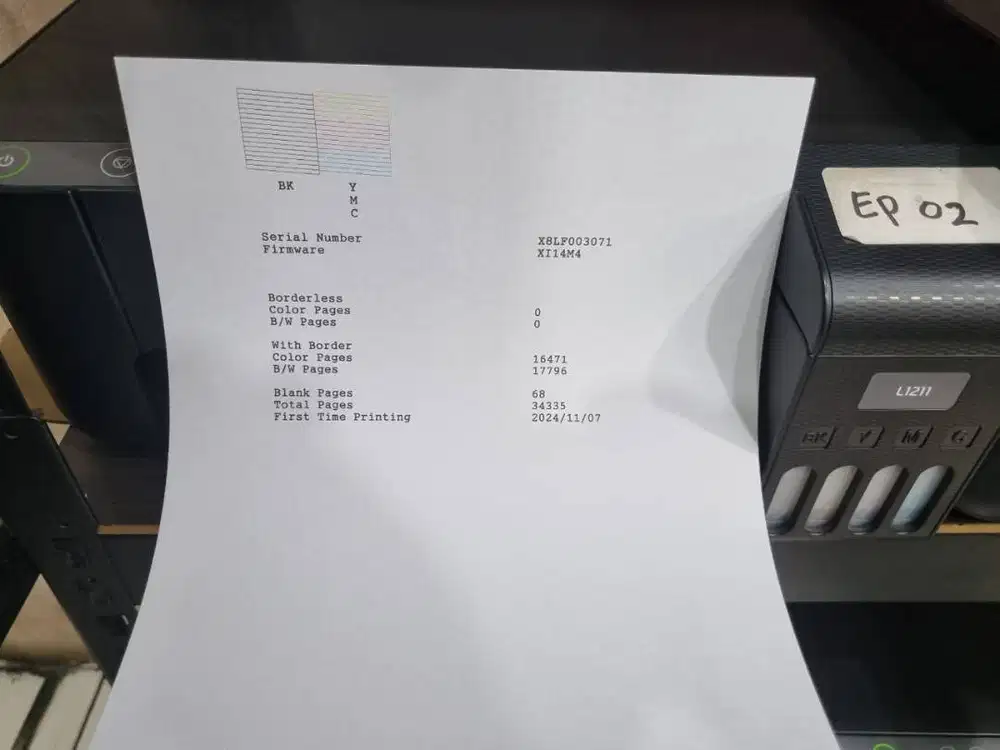 BK
Y
M
C
Serial Number X8LF003071
Firmware XI14M4
Borderless
Color Pages 0
B/W Pages 0
With Border
Color Pages 16471
B/W Pages 17796
Blank Pages 68
Total Pages 34335
First Time Printing 2024/11/07
EP 02
L1211
BK Y M C